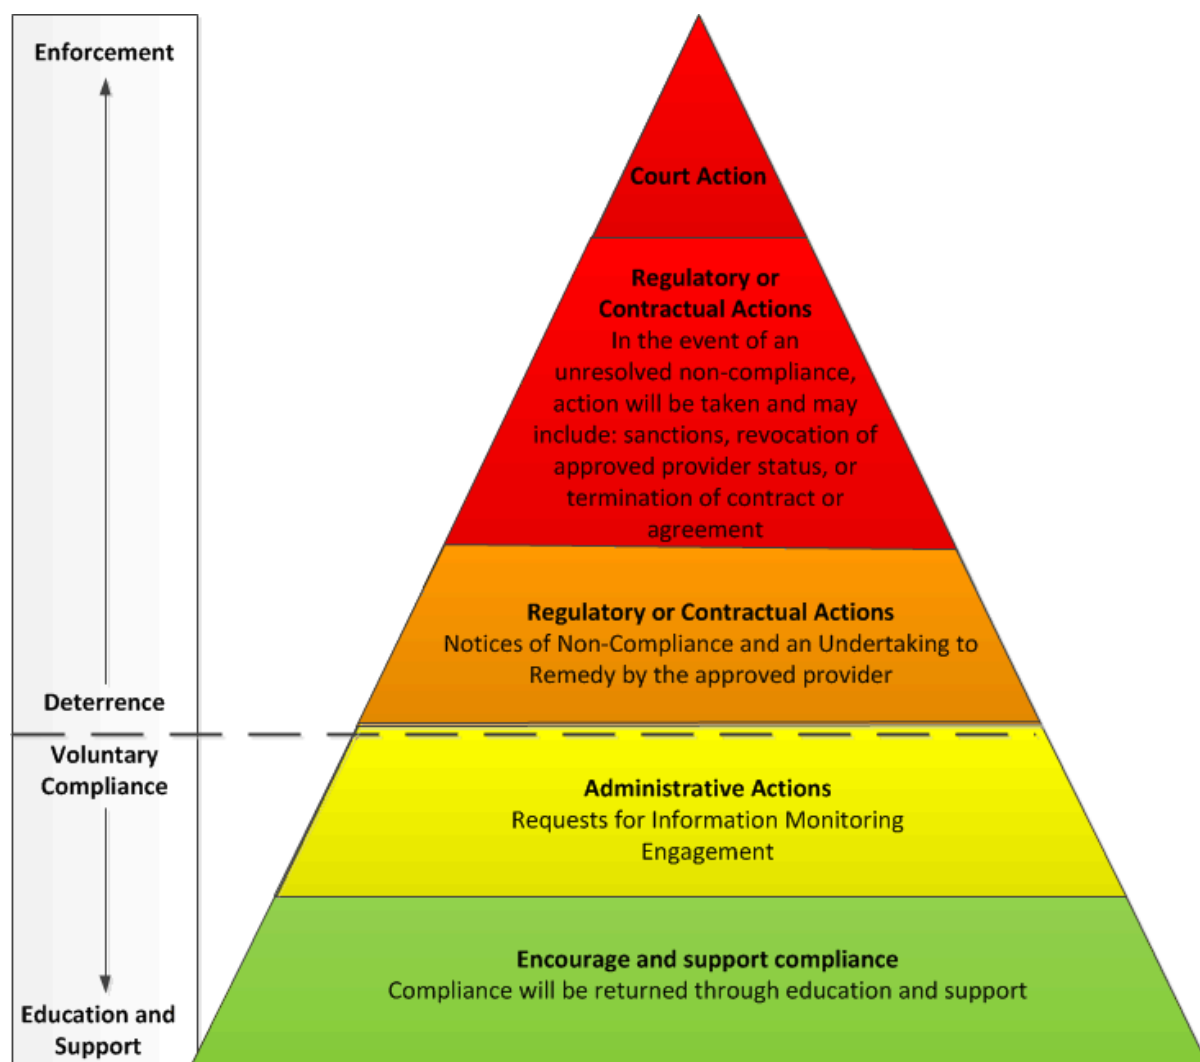 Enforcement
Deterrence
Voluntary
Compliance
Education and
Support
Court Action
Regulatory or
Contractual Actions
In the event of an
unresolved non-compliance,
action will be taken and may
include: sanctions, revocation of
approved provider status, or
termination of contract or
agreement
Regulatory or Contractual Actions
Notices of Non-Compliance and an Undertaking to
Remedy by the approved provider
Administrative Actions
Requests for Information Monitoring
Engagement
Encourage and support compliance
Compliance will be returned through education and support